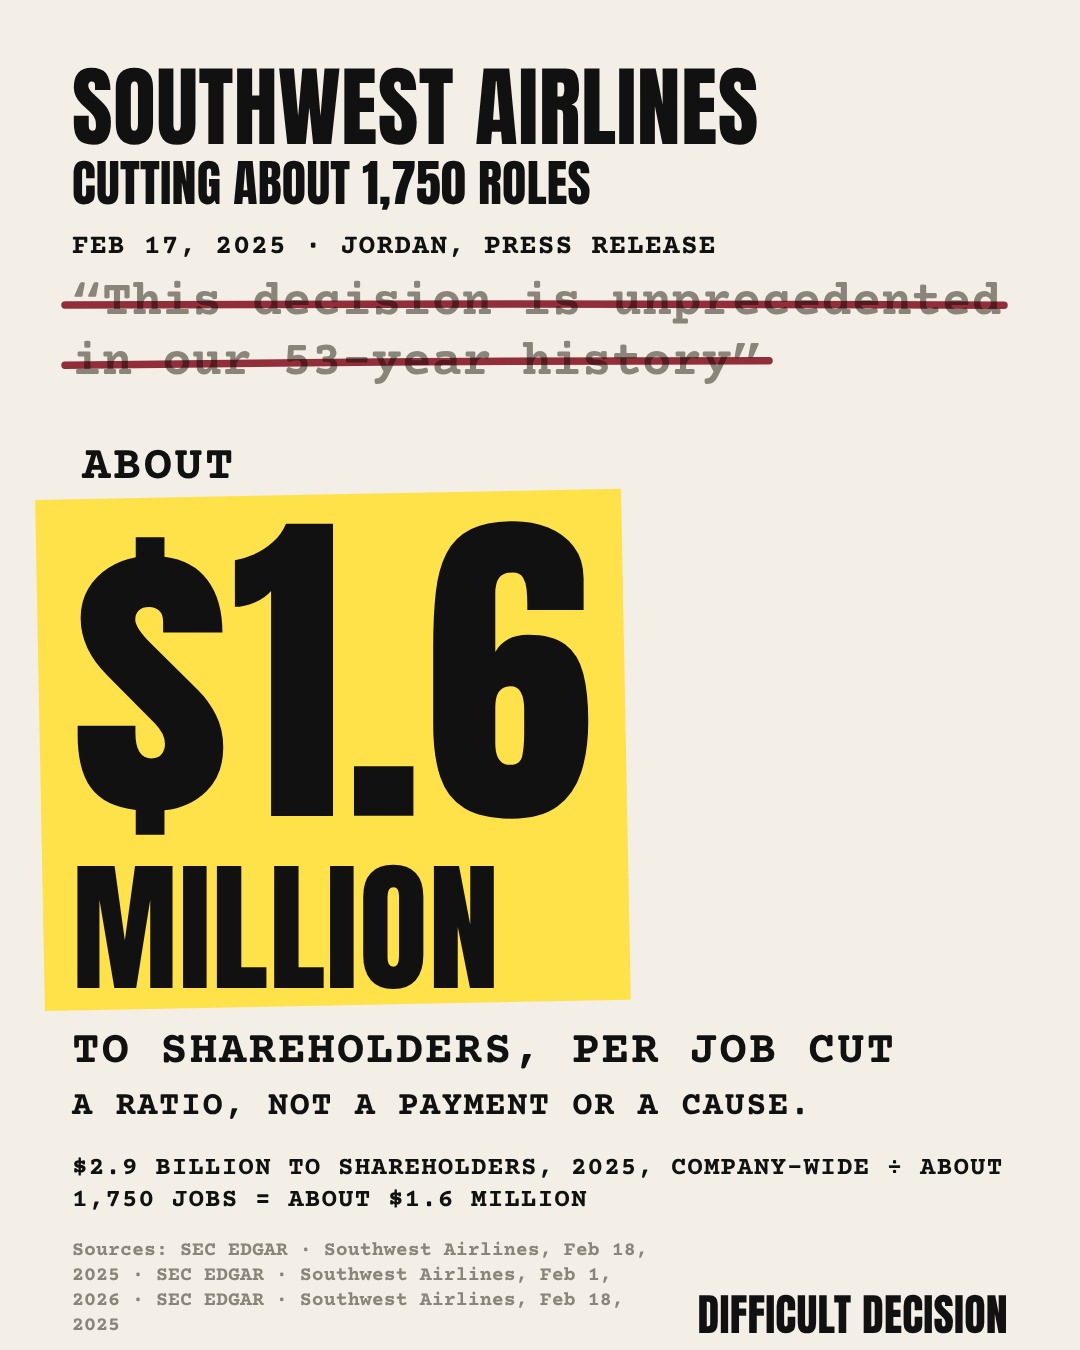 SOUTHWEST AIRLINES
CUTTING ABOUT 1,750 ROLES
FEB 17, 2025 · JORDAN, PRESS RELEASE
“This decision is unprecedented
in our 53-year history”
ABOUT
$1.6
MILLION
TO SHAREHOLDERS, PER JOB CUT
A RATIO, NOT A PAYMENT OR A CAUSE.
$2.9 BILLION TO SHAREHOLDERS, 2025, COMPANY-WIDE ÷ ABOUT
1,750 JOBS = ABOUT $1.6 MILLION
Sources: SEC EDGAR · Southwest Airlines, Feb 18,
2025 · SEC EDGAR · Southwest Airlines, Feb 1,
2026 · SEC EDGAR · Southwest Airlines, Feb 18,
2025
DIFFICULT DECISION